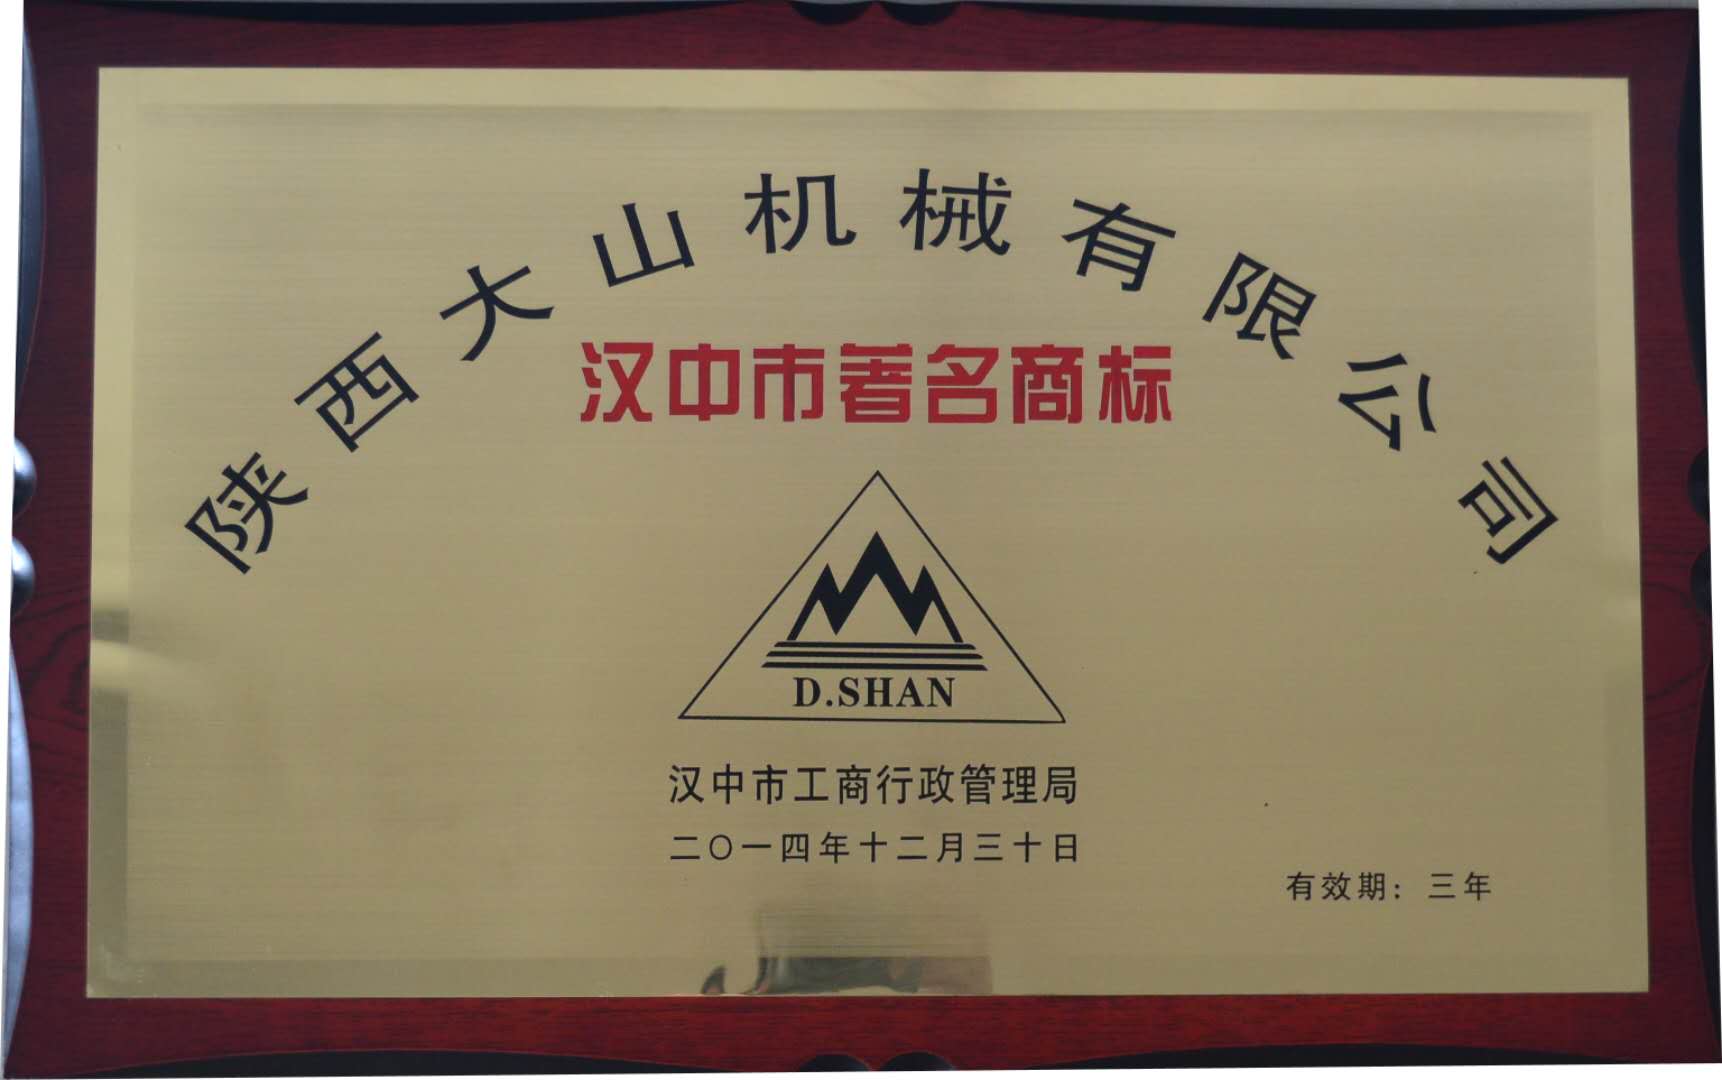 陕西大山机械有限公司
汉中市著名商标
D.SHAN
汉中市工商行政管理局
二〇一四年十二月三十日
有效期：三年